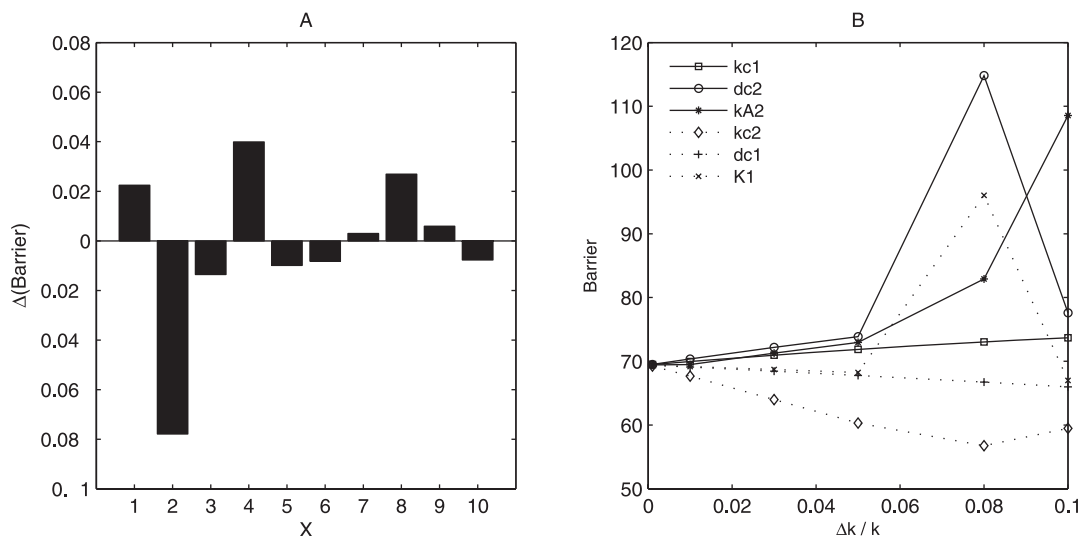 A
0.08
0.06
0.04
0.02
0
0.02
0.04
0.06
0.08
0. 1
Δ(Barrier)
1 2 3 4 5 6 7 8 9 10
X
B
120
110
100
90
80
70
60
50
Barrier
kc1
dc2
kA2
kc2
dc1
K1
0 0.02 0.04 0.06 0.08 0.1
Δk / k